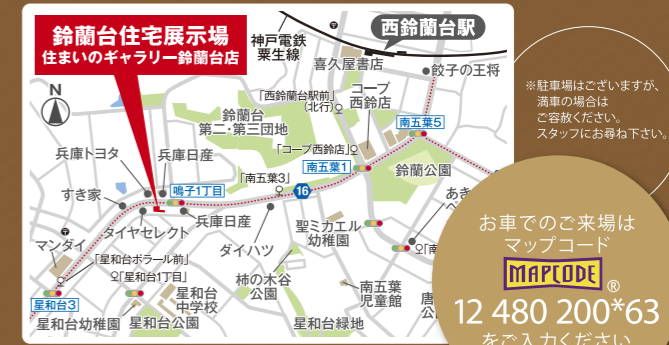 鈴蘭台住宅展示場
住まいのギャラリー鈴蘭台店
神戸電鉄
粟生線
西鈴蘭台駅
喜久屋書店
餃子の王将
N
「西鈴蘭台駅前」
(北行)
コープ
西鈴店
鈴蘭台
第二・第三団地
南五葉5
「コープ西鈴店」
兵庫トヨタ
兵庫日産
南五葉1
鈴蘭公園
「南五葉3」
すき家
鳴子1丁目
16
タイヤセレクト
兵庫日産
聖ミカエル
幼稚園
マンダイ
ダイハツ
「星和台ポラール前」
「星和台1丁目」
柿の木谷
公園
南五葉
児童館
星和台3
星和台
中学校
星和台幼稚園
星和台公園
星和台緑地
※駐車場はございますが、
満車の場合は
ご容赦ください。
スタッフにお尋ね下さい。
お車でのご来場は
マップコード
MAPCODE®
12 480 200*63
をご入力ください